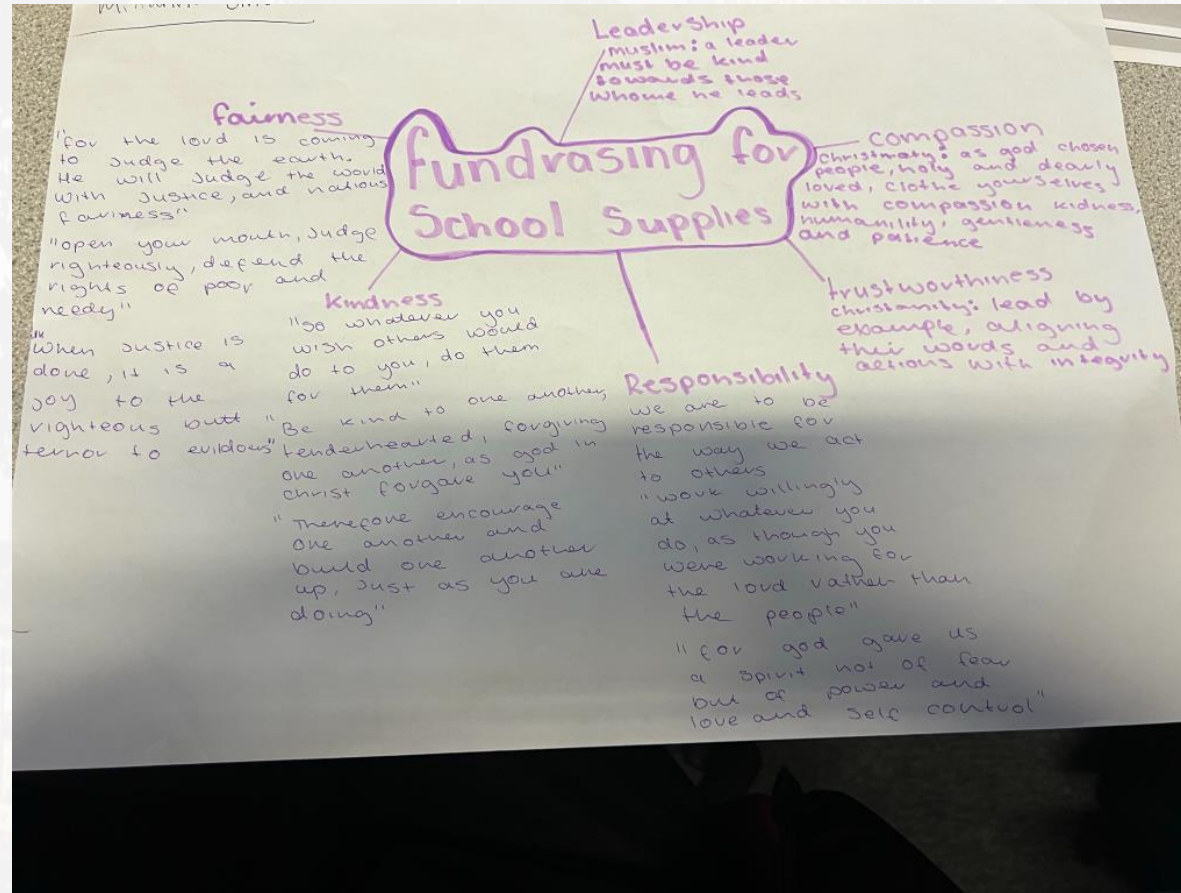 Leadership
muslim: a leader
must be kind
towards those
whome he leads
fairness
"for the lord is coming
to Judge the earth.
He will Judge the world
with Justice, and nations
fariness"
"open your mouth, Judge
righteously, defend the
rights of poor and
needy"
"When Justice is
done, it is a
joy to the
righteous butt
ternor to evildoers"
fundrasing for
School Supplies
compassion
as god chosen
people, holy and dearly
loved, clothe yourselves
with compassion kidness,
gentleness
and patience
trustworthiness
lead by
example, aligning
their words and
actions with integrity
kindness
"so whatever you
wish others would
do to you, do them
for them"
"Be kind to one another,
tenderhearted, forgiving
one another, as god in
christ forgave you"
"Therefore encourage
one another and
build one another
up, Just as you are
doing"
Responsibility
we are to be
responsible for
the way we act
to others
"work willingly
at whatever you
do, as though you
were working for
the lord rather than
the people"
"for god gave us
a spirit not of fear
but of power and
love and self control"